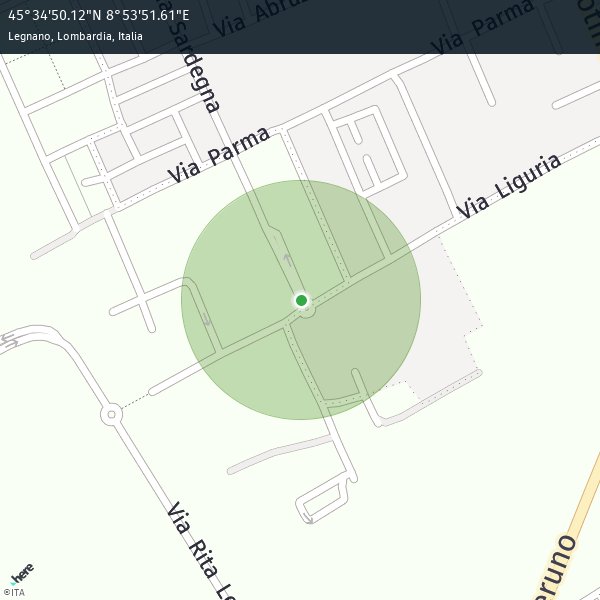 45°34'50.12"N 8°53'51.61"E
Legnano, Lombardia, Italia
Via Parma
Sardegna
Via Parma
Via Liguria
Via Rita
here
©ITA